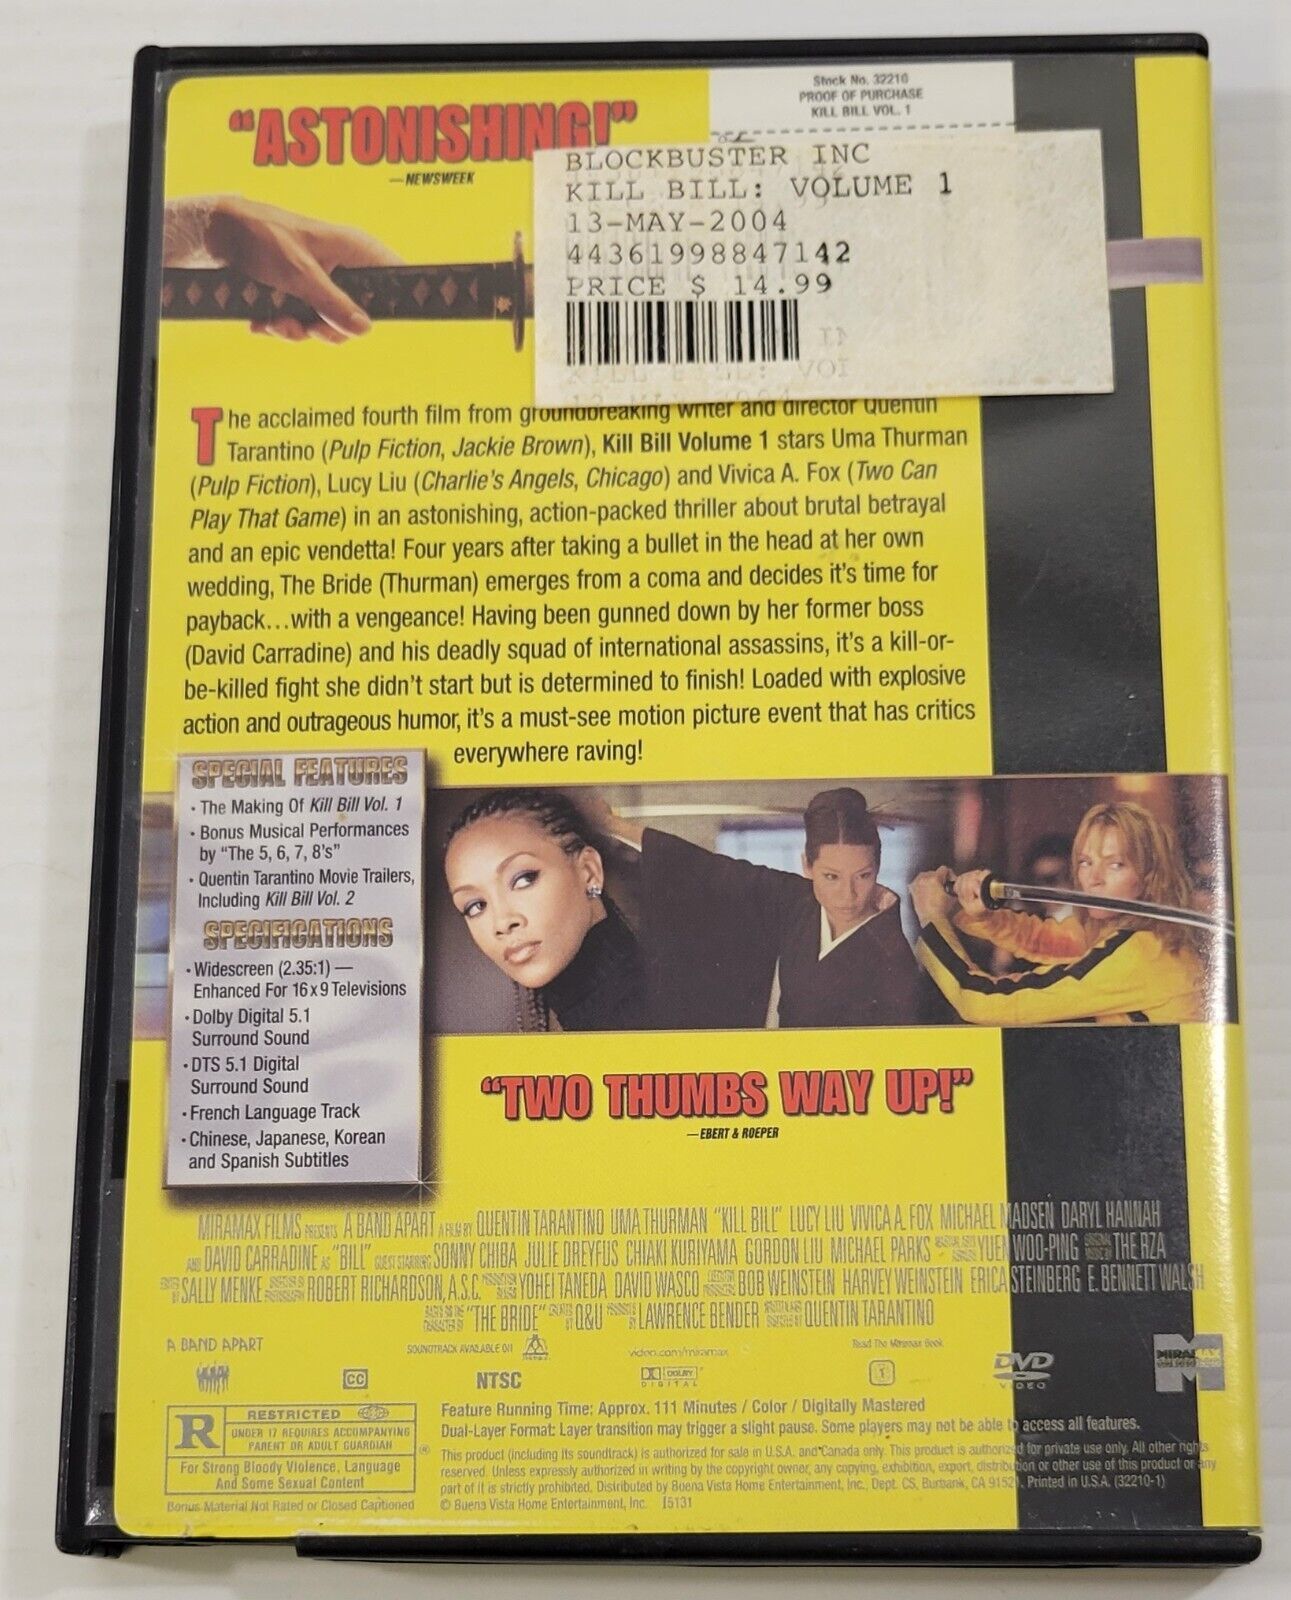 "ASTONISHING!"
—NEWSWEEK
Stock No. 32210
PROOF OF PURCHASE
KILL BILL VOL. 1
BLOCKBUSTER INC
KILL BILL: VOLUME 1
13-MAY-2004
44361998847142
PRICE $ 14.99
The acclaimed fourth film from groundbreaking writer and director Quentin
Tarantino (Pulp Fiction, Jackie Brown), Kill Bill Volume 1 stars Uma Thurman
(Pulp Fiction), Lucy Liu (Charlie's Angels, Chicago) and Vivica A. Fox (Two Can
Play That Game) in an astonishing, action-packed thriller about brutal betrayal
and an epic vendetta! Four years after taking a bullet in the head at her own
wedding, The Bride (Thurman) emerges from a coma and decides it's time for
payback...with a vengeance! Having been gunned down by her former boss
(David Carradine) and his deadly squad of international assassins, it's a kill-or-
be-killed fight she didn't start but is determined to finish! Loaded with explosive
action and outrageous humor, it's a must-see motion picture event that has critics
everywhere raving!
SPECIAL FEATURES
• The Making Of Kill Bill Vol. 1
• Bonus Musical Performances
by "The 5, 6, 7, 8's"
• Quentin Tarantino Movie Trailers,
Including Kill Bill Vol. 2
SPECIFICATIONS
• Widescreen (2.35:1) —
Enhanced For 16x9 Televisions
• Dolby Digital 5.1
Surround Sound
• DTS 5.1 Digital
Surround Sound
• French Language Track
• Chinese, Japanese, Korean
and Spanish Subtitles
"TWO THUMBS WAY UP!"
—EBERT & ROEPER
MIRAMAX FILMS PRESENTS A BAND APART A FILM BY QUENTIN TARANTINO UMA THURMAN "KILL BILL" LUCY LIU VIVICA A. FOX MICHAEL MADSEN DARYL HANNAH
AND DAVID CARRADINE AS "BILL" GUEST STARRING SONNY CHIBA JULIE DREYFUS CHIAKI KURIYAMA GORDON LIU MICHAEL PARKS YUEN WOO-PING THE RZA
SALLY MENKE ROBERT RICHARDSON, A.S.C. YOHEI TANEDA DAVID WASCO BOB WEINSTEIN HARVEY WEINSTEIN ERICA STEINBERG E. BENNETT WALSH
"THE BRIDE" Q&U LAWRENCE BENDER QUENTIN TARANTINO
A BAND APART
SOUNDTRACK AVAILABLE ON
video.com/miramax
Read The Miramax Book
CC
NTSC
DOLBY
DIGITAL
1
DVD
VIDEO
MIRAMAX
R
RESTRICTED
UNDER 17 REQUIRES ACCOMPANYING
PARENT OR ADULT GUARDIAN
®
For Strong Bloody Violence, Language
And Some Sexual Content
Bonus Material Not Rated or Closed Captioned
Feature Running Time: Approx. 111 Minutes / Color / Digitally Mastered
Dual-Layer Format: Layer transition may trigger a slight pause. Some players may not be able to access all features.
This product (including its soundtrack) is authorized for sale in U.S.A. and Canada only. This product is authorized for private use only. All other rights
reserved. Unless expressly authorized in writing by the copyright owner, any copying, exhibition, export, distribution or other use of this product or any
part of it is strictly prohibited. Distributed by Buena Vista Home Entertainment, Inc., Dept. CS, Burbank, CA 91521. Printed in U.S.A. (32210-1)
© Buena Vista Home Entertainment, Inc. 15131